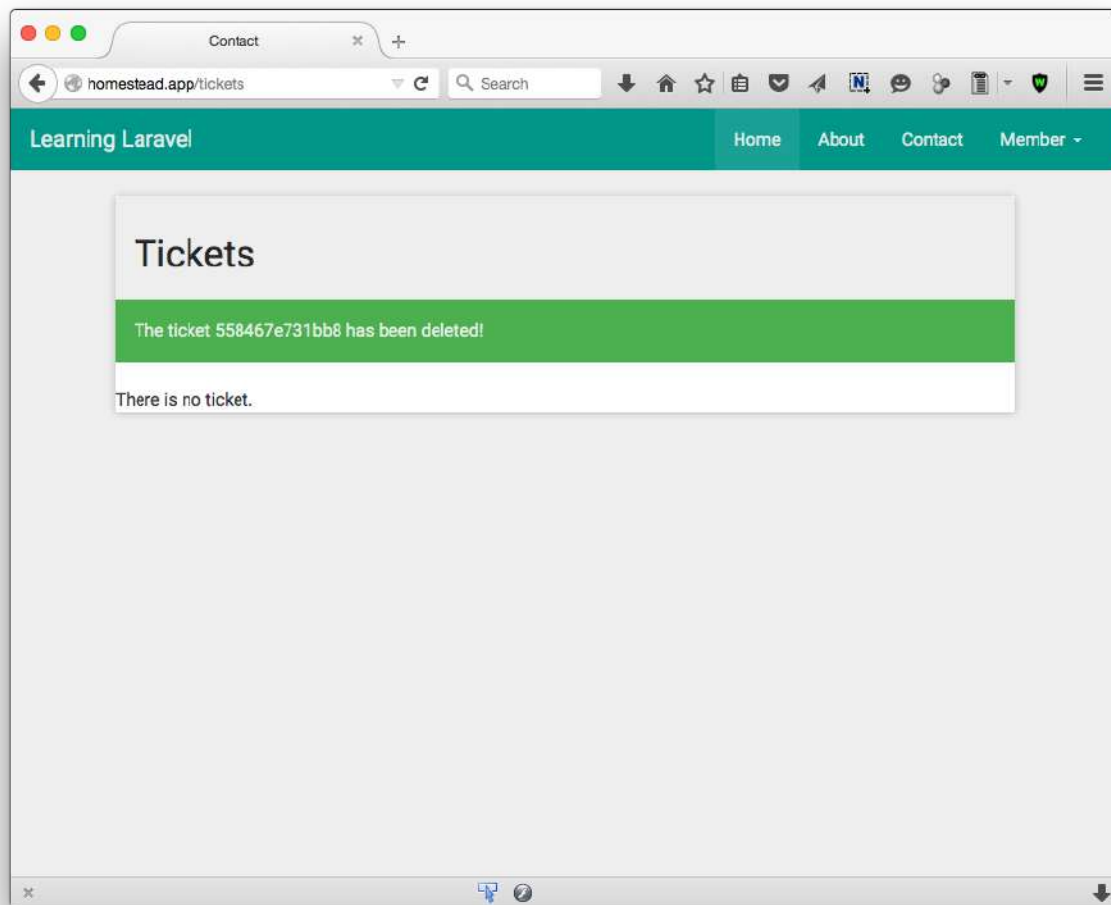 Contact
homestead.app/tickets
Search
Learning Laravel
Home
About
Contact
Member
Tickets
The ticket 558467e731bb8 has been deleted!
There is no ticket.